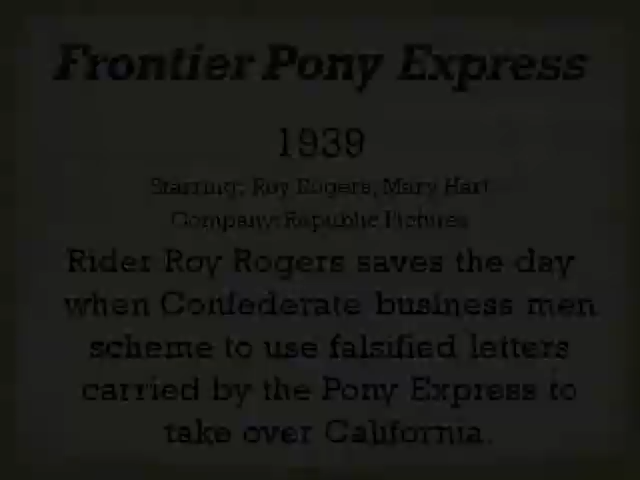 Frontier Pony Express
1939
Starring: Roy Rogers, Mary Hart
Company: Republic Pictures
Rider Roy Rogers saves the day
when Confederate business men
scheme to use falsified letters
carried by the Pony Express to
take over California.